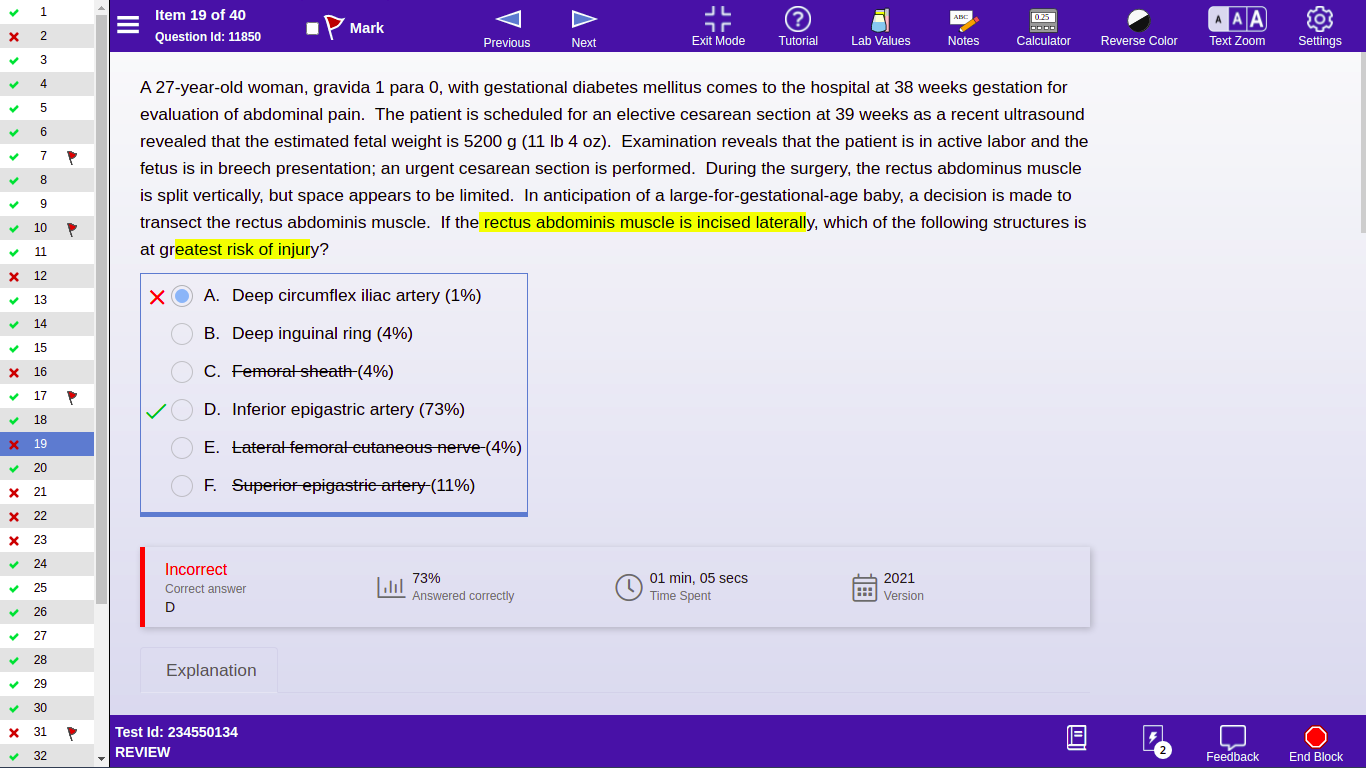 Item 19 of 40
Question Id: 11850
Mark
Previous
Next
Exit Mode
Tutorial
Lab Values
ABC
Notes
0.25
Calculator
Reverse Color
A A A
Text Zoom
Settings
1
2
3
4
5
6
7
8
9
10
11
12
13
14
15
16
17
18
19
20
21
22
23
24
25
26
27
28
29
30
31
32
A 27-year-old woman, gravida 1 para 0, with gestational diabetes mellitus comes to the hospital at 38 weeks gestation for
evaluation of abdominal pain. The patient is scheduled for an elective cesarean section at 39 weeks as a recent ultrasound
revealed that the estimated fetal weight is 5200 g (11 lb 4 oz). Examination reveals that the patient is in active labor and the
fetus is in breech presentation; an urgent cesarean section is performed. During the surgery, the rectus abdominus muscle
is split vertically, but space appears to be limited. In anticipation of a large-for-gestational-age baby, a decision is made to
transect the rectus abdominis muscle. If the rectus abdominis muscle is incised laterally, which of the following structures is
at greatest risk of injury?
A. Deep circumflex iliac artery (1%)
B. Deep inguinal ring (4%)
C. Femoral sheath (4%)
D. Inferior epigastric artery (73%)
E. Lateral femoral cutaneous nerve (4%)
F. Superior epigastric artery (11%)
Incorrect
Correct answer
D
73%
Answered correctly
01 min, 05 secs
Time Spent
2021
Version
Explanation
Test Id: 234550134
REVIEW
2
Feedback
End Block